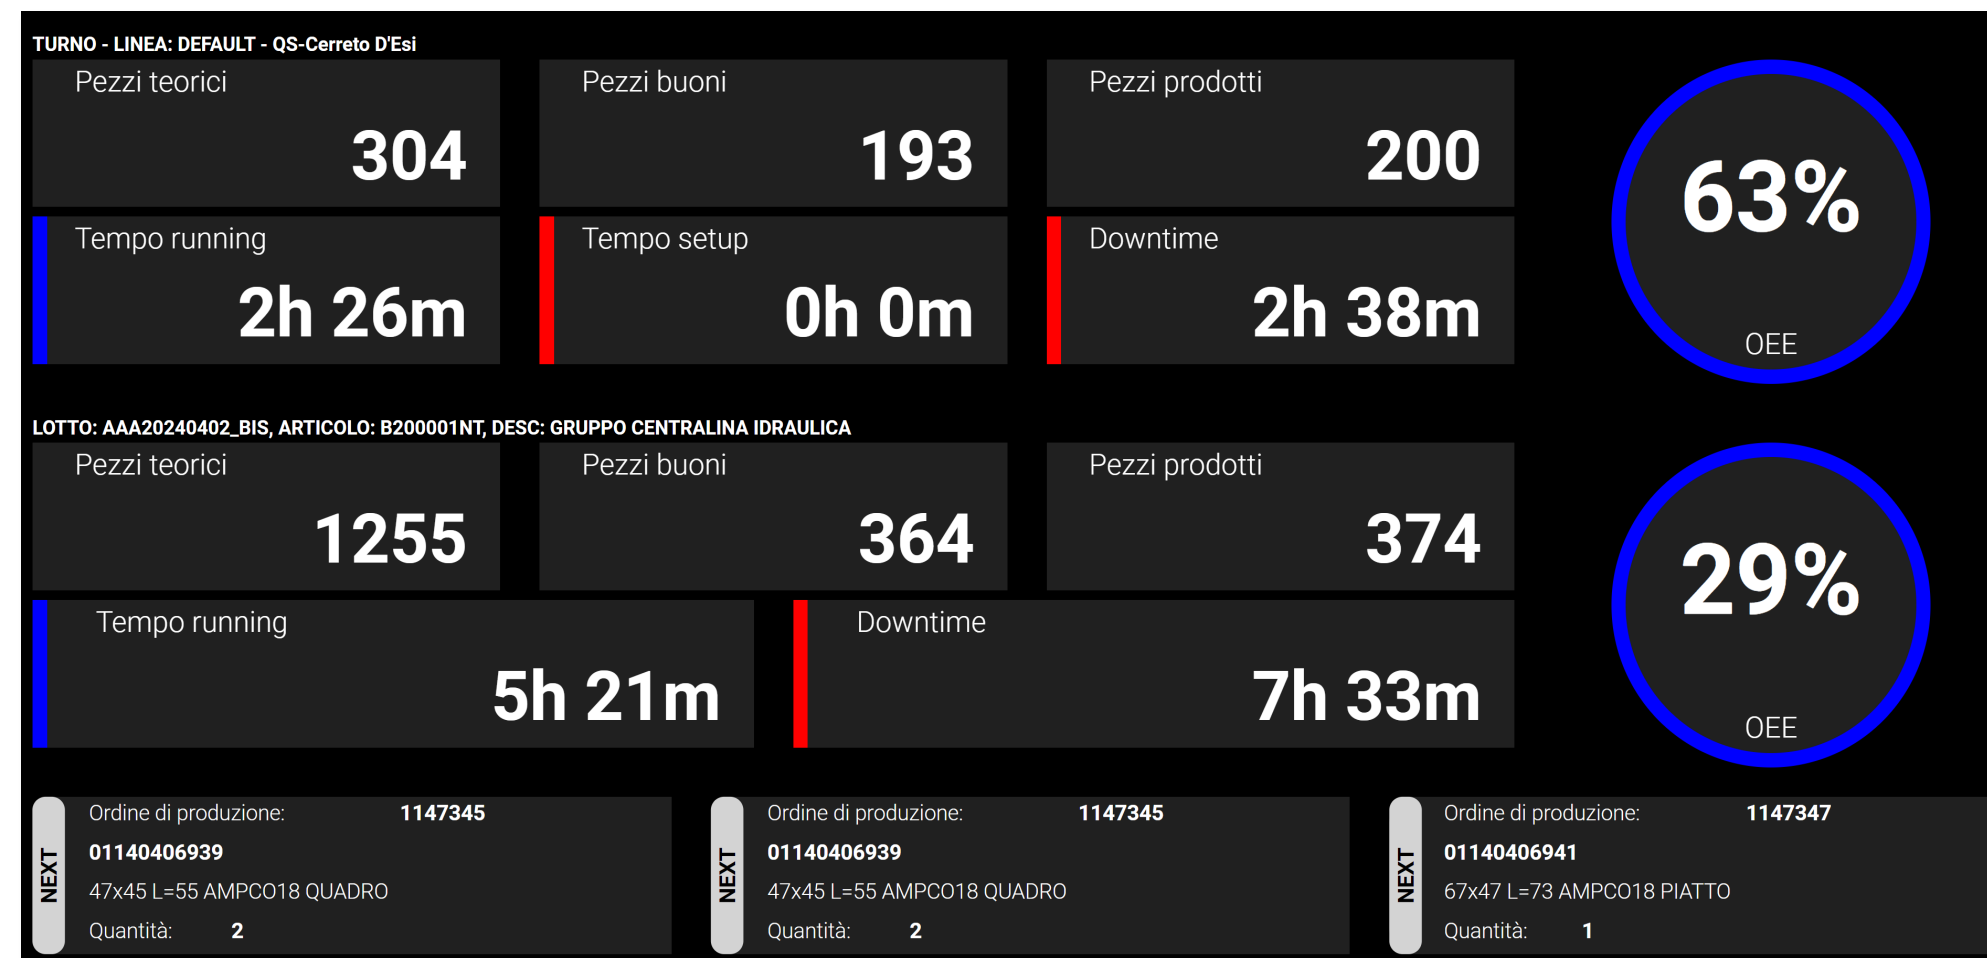 TURNO - LINEA: DEFAULT - QS-Cerreto D'Esi
Pezzi teorici
304
Pezzi buoni
193
Pezzi prodotti
200
63%
OEE
Tempo running
2h 26m
Tempo setup
0h 0m
Downtime
2h 38m
LOTTO: AAA20240402_BIS, ARTICOLO: B200001NT, DESC: GRUPPO CENTRALINA IDRAULICA
Pezzi teorici
1255
Pezzi buoni
364
Pezzi prodotti
374
29%
OEE
Tempo running
5h 21m
Downtime
7h 33m
NEXT
Ordine di produzione: 1147345
01140406939
47x45 L=55 AMPCO18 QUADRO
Quantità: 2
NEXT
Ordine di produzione: 1147345
01140406939
47x45 L=55 AMPCO18 QUADRO
Quantità: 2
NEXT
Ordine di produzione: 1147347
01140406941
67x47 L=73 AMPCO18 PIATTO
Quantità: 1